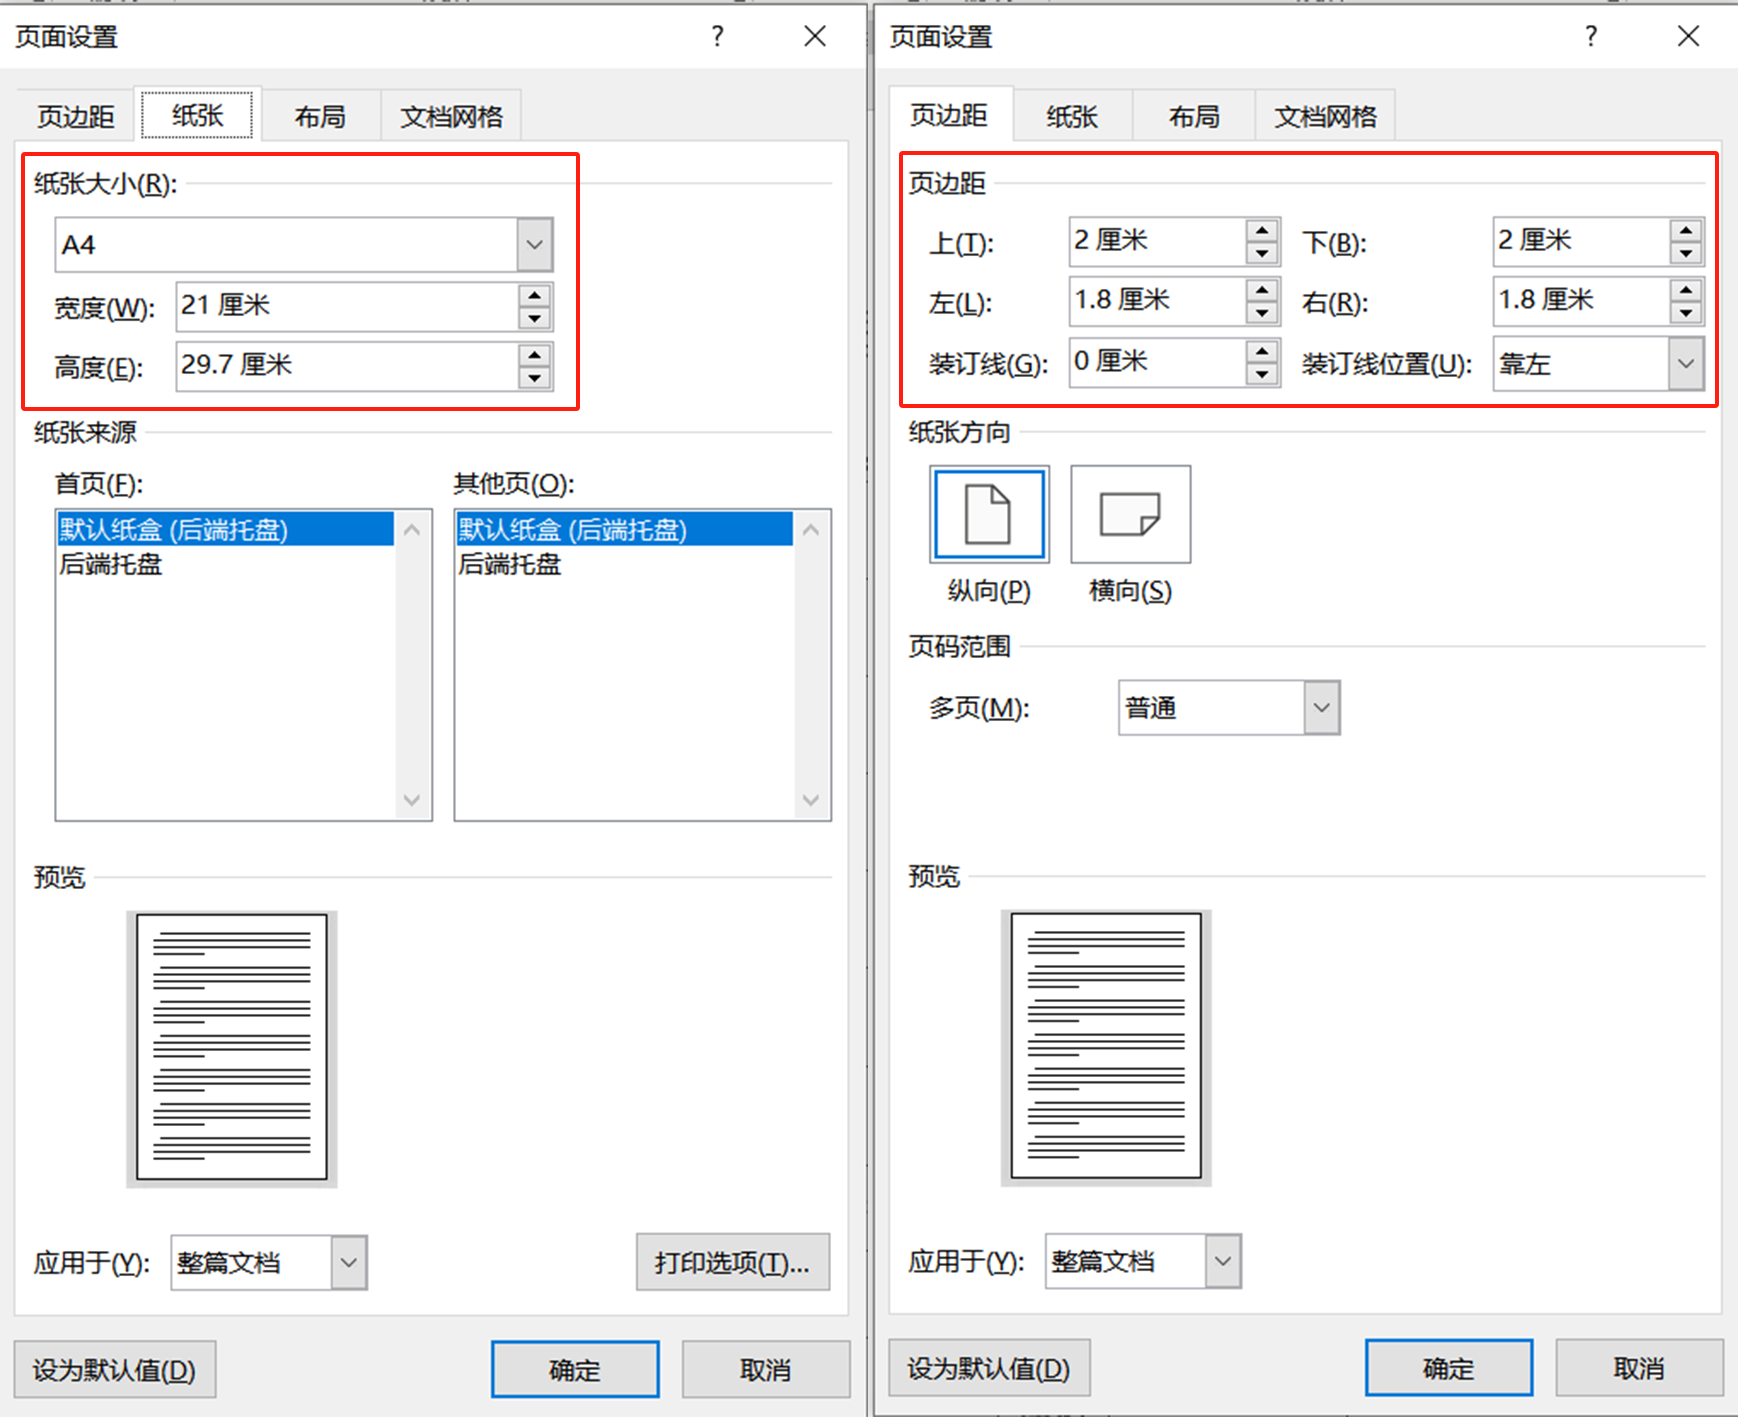 页面设置
?
页边距 纸张 布局 文档网格
纸张大小(R):
A4
宽度(W): 21 厘米
高度(E): 29.7 厘米
纸张来源
首页(F): 其他页(O):
默认纸盒 (后端托盘) 默认纸盒 (后端托盘)
后端托盘 后端托盘
预览
应用于(Y): 整篇文档 打印选项(T)...
设为默认值(D) 确定 取消
页面设置
?
页边距 纸张 布局 文档网格
页边距
上(T): 2 厘米 下(B): 2 厘米
左(L): 1.8 厘米 右(R): 1.8 厘米
装订线(G): 0 厘米 装订线位置(U): 靠左
纸张方向
纵向(P) 横向(S)
页码范围
多页(M): 普通
预览
应用于(Y): 整篇文档
设为默认值(D) 确定 取消